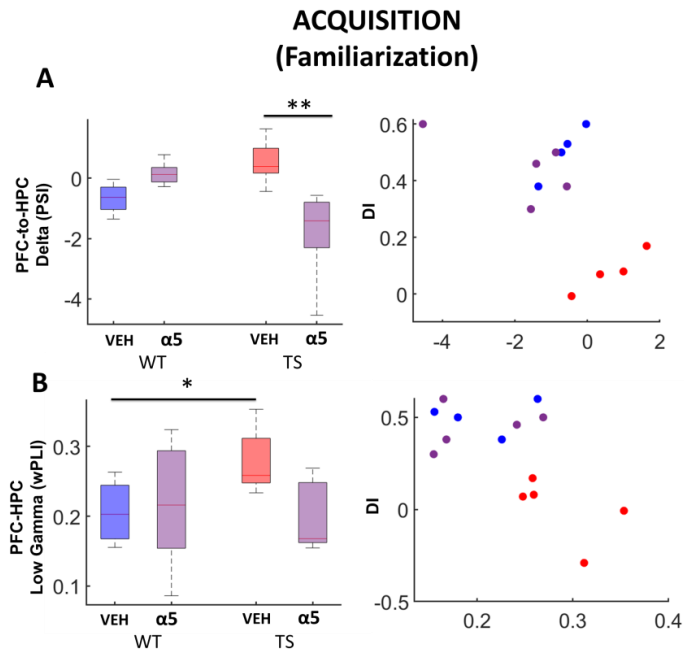 ACQUISITION
(Familiarization)
A
PFC-to-HPC
Delta (PSI)
0
-2
-4
**
VEH
α5
VEH
α5
WT
TS
DI
0.6
0.4
0.2
0
-4
-2
0
2
B
PFC-HPC
Low Gamma (wPLI)
0.3
0.2
0.1
*
VEH
α5
VEH
α5
WT
TS
DI
0.5
0
-0.5
0.2
0.3
0.4